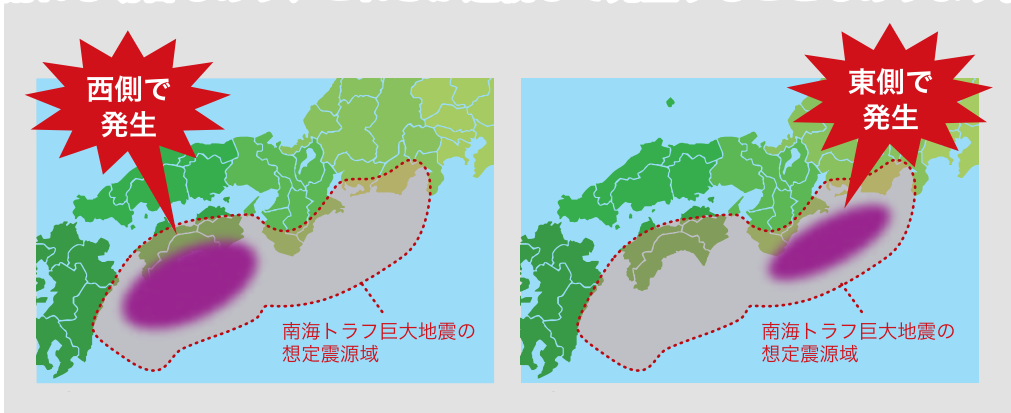 西側で
発生
南海トラフ巨大地震の
想定震源域
東側で
発生
南海トラフ巨大地震の
想定震源域